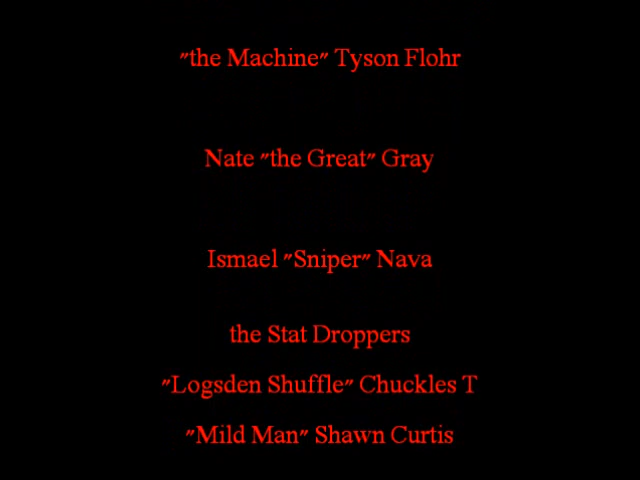 "the Machine" Tyson Flohr
Nate "the Great" Gray
Ismael "Sniper" Nava
the Stat Droppers
"Logsden Shuffle" Chuckles T
"Mild Man" Shawn Curtis